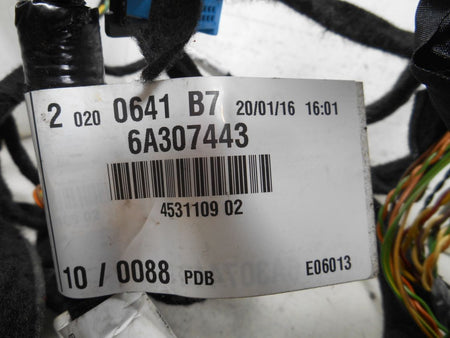 2 020 0641 B7 20/01/16 16:01
6A307443
4531109 02
10 / 0088 PDB E06013